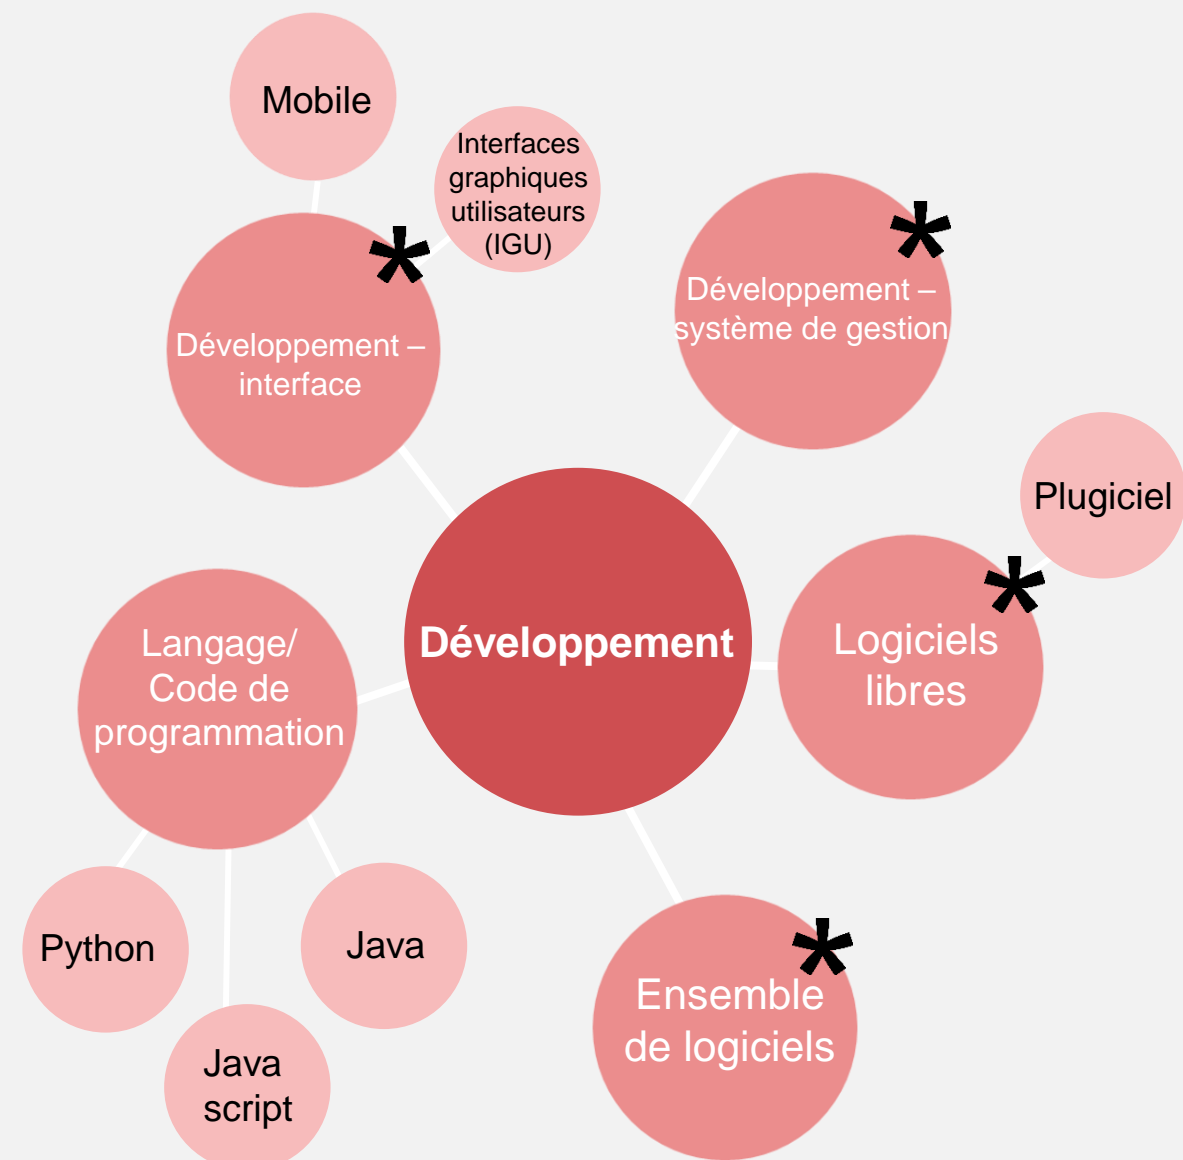 Mobile
Interfaces
graphiques
utilisateurs
(IGU)
*
Développement –
interface
*
Développement –
système de gestion
Plugiciel
*
Logiciels
libres
Développement
Langage/
Code de
programmation
Python
Java
Java
script
*
Ensemble
de logiciels